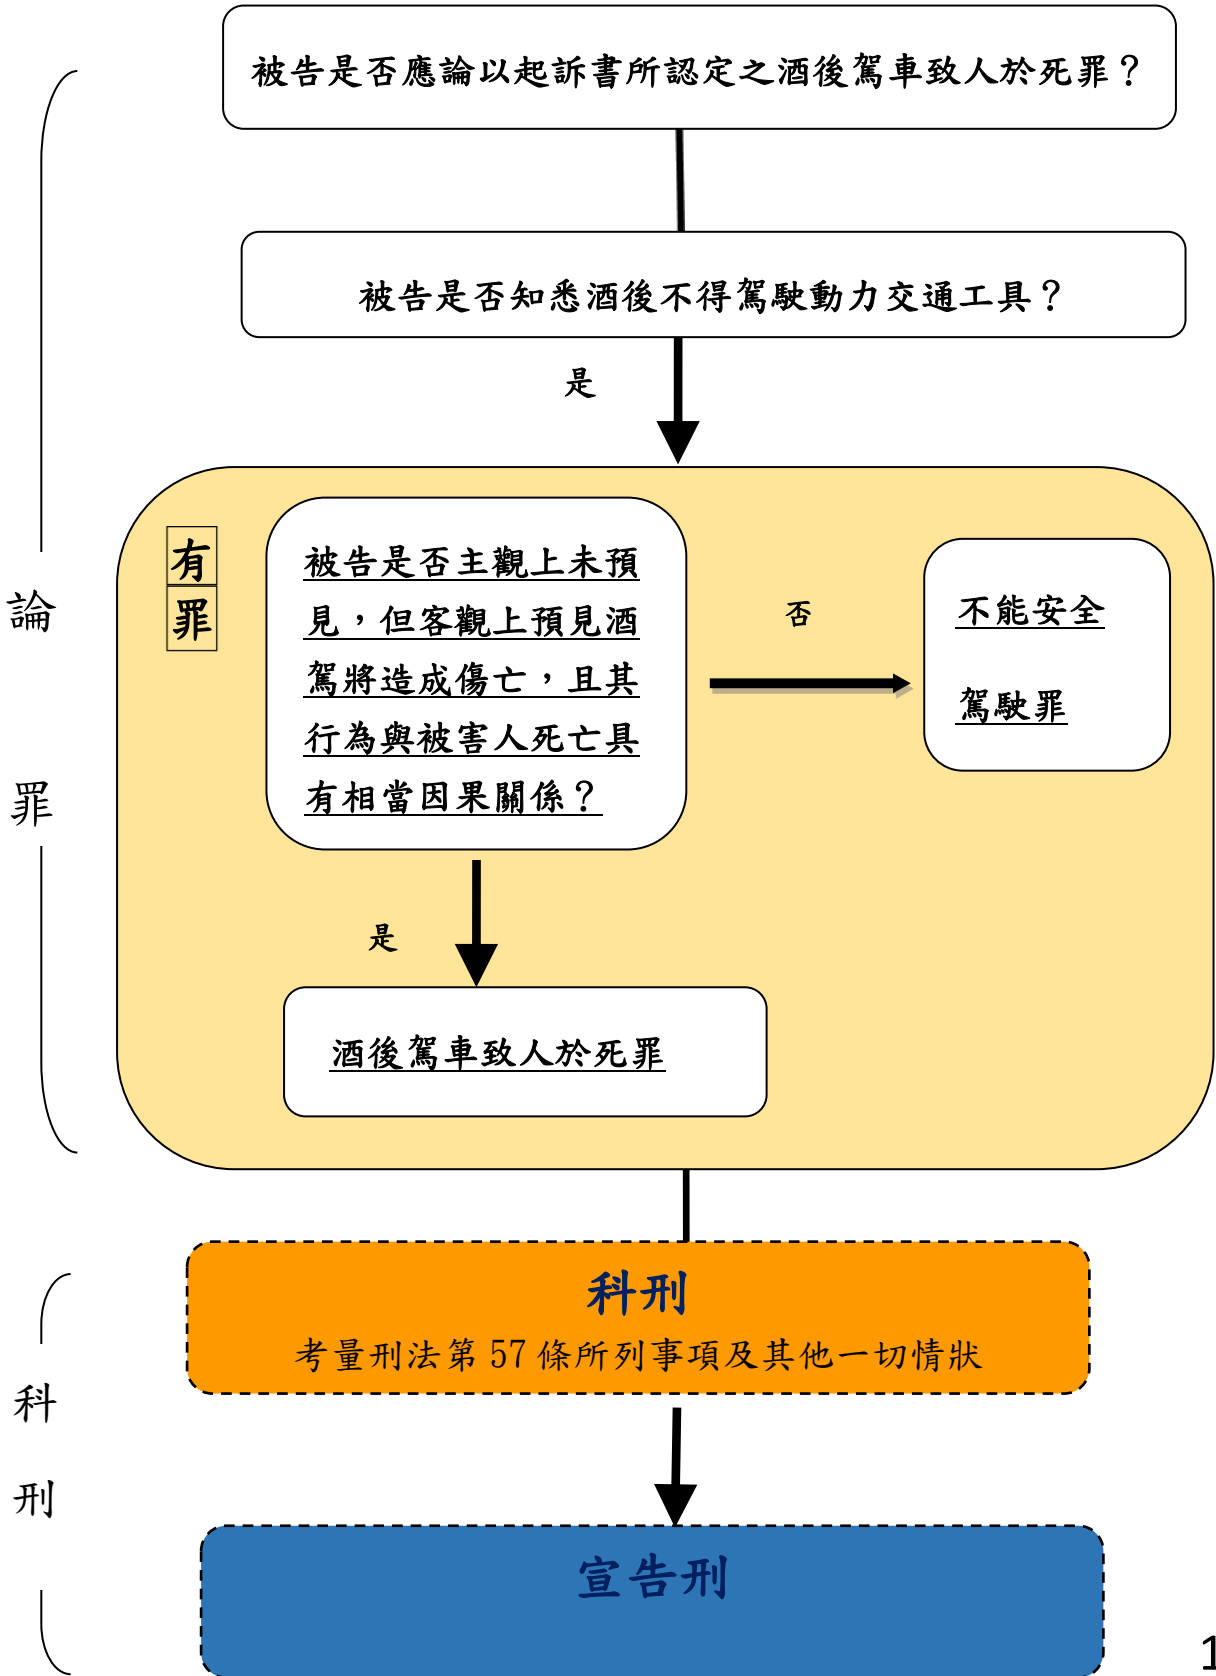 被告是否應論以起訴書所認定之酒後駕車致人於死罪？
被告是否知悉酒後不得駕駛動力交通工具？
是
有
罪
被告是否主觀上未預
見，但客觀上預見酒
駕將造成傷亡，且其
行為與被害人死亡具
有相當因果關係？
否
不能安全
駕駛罪
是
酒後駕車致人於死罪
論
罪
科刑
考量刑法第 57 條所列事項及其他一切情狀
科
刑
宣告刑
1